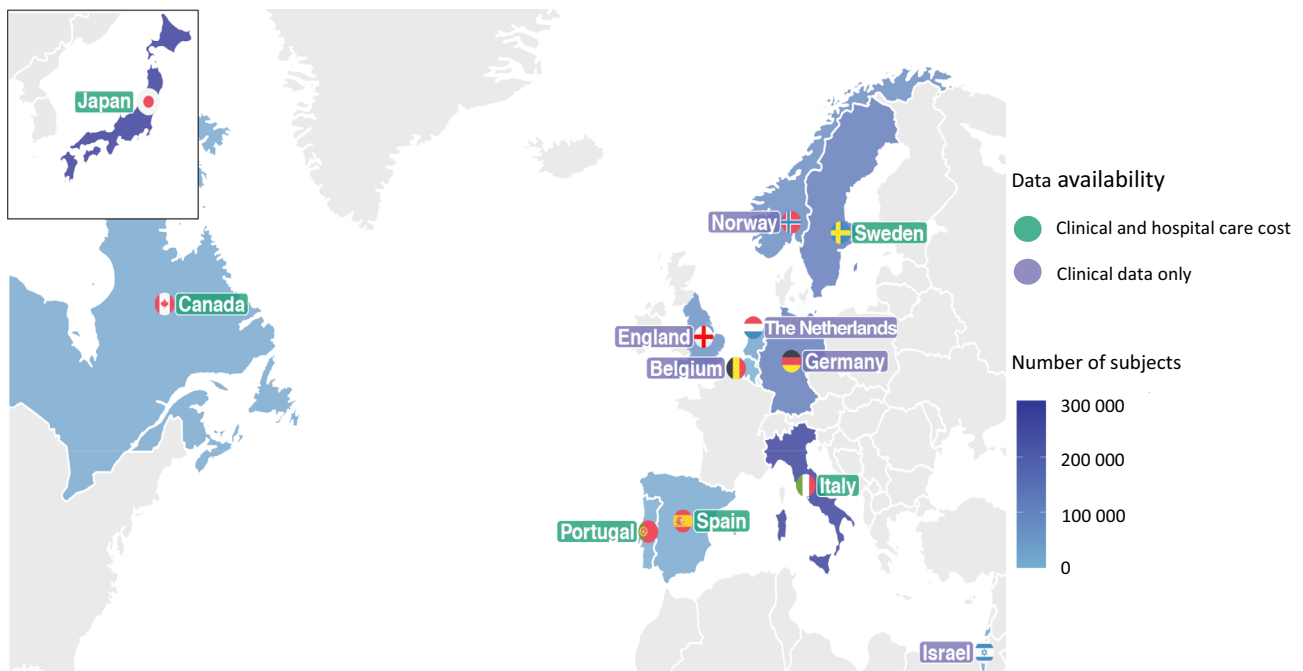 Japan
Norway
Sweden
Canada
The Netherlands
England
Belgium
Germany
Italy
Spain
Portugal
Israel
Data availability
Clinical and hospital care cost
Clinical data only
Number of subjects
300 000
200 000
100 000
0